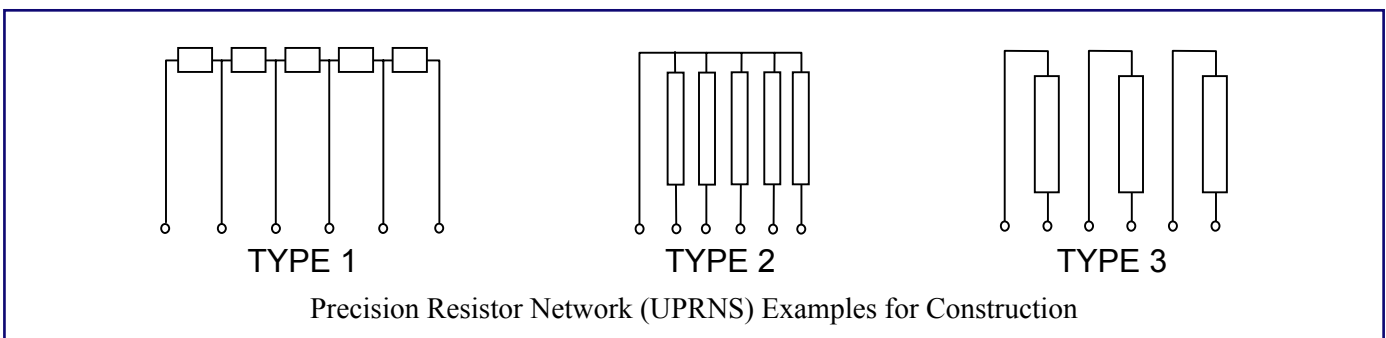 TYPE 1 TYPE 2 TYPE 3
Precision Resistor Network (UPRNS) Examples for Construction